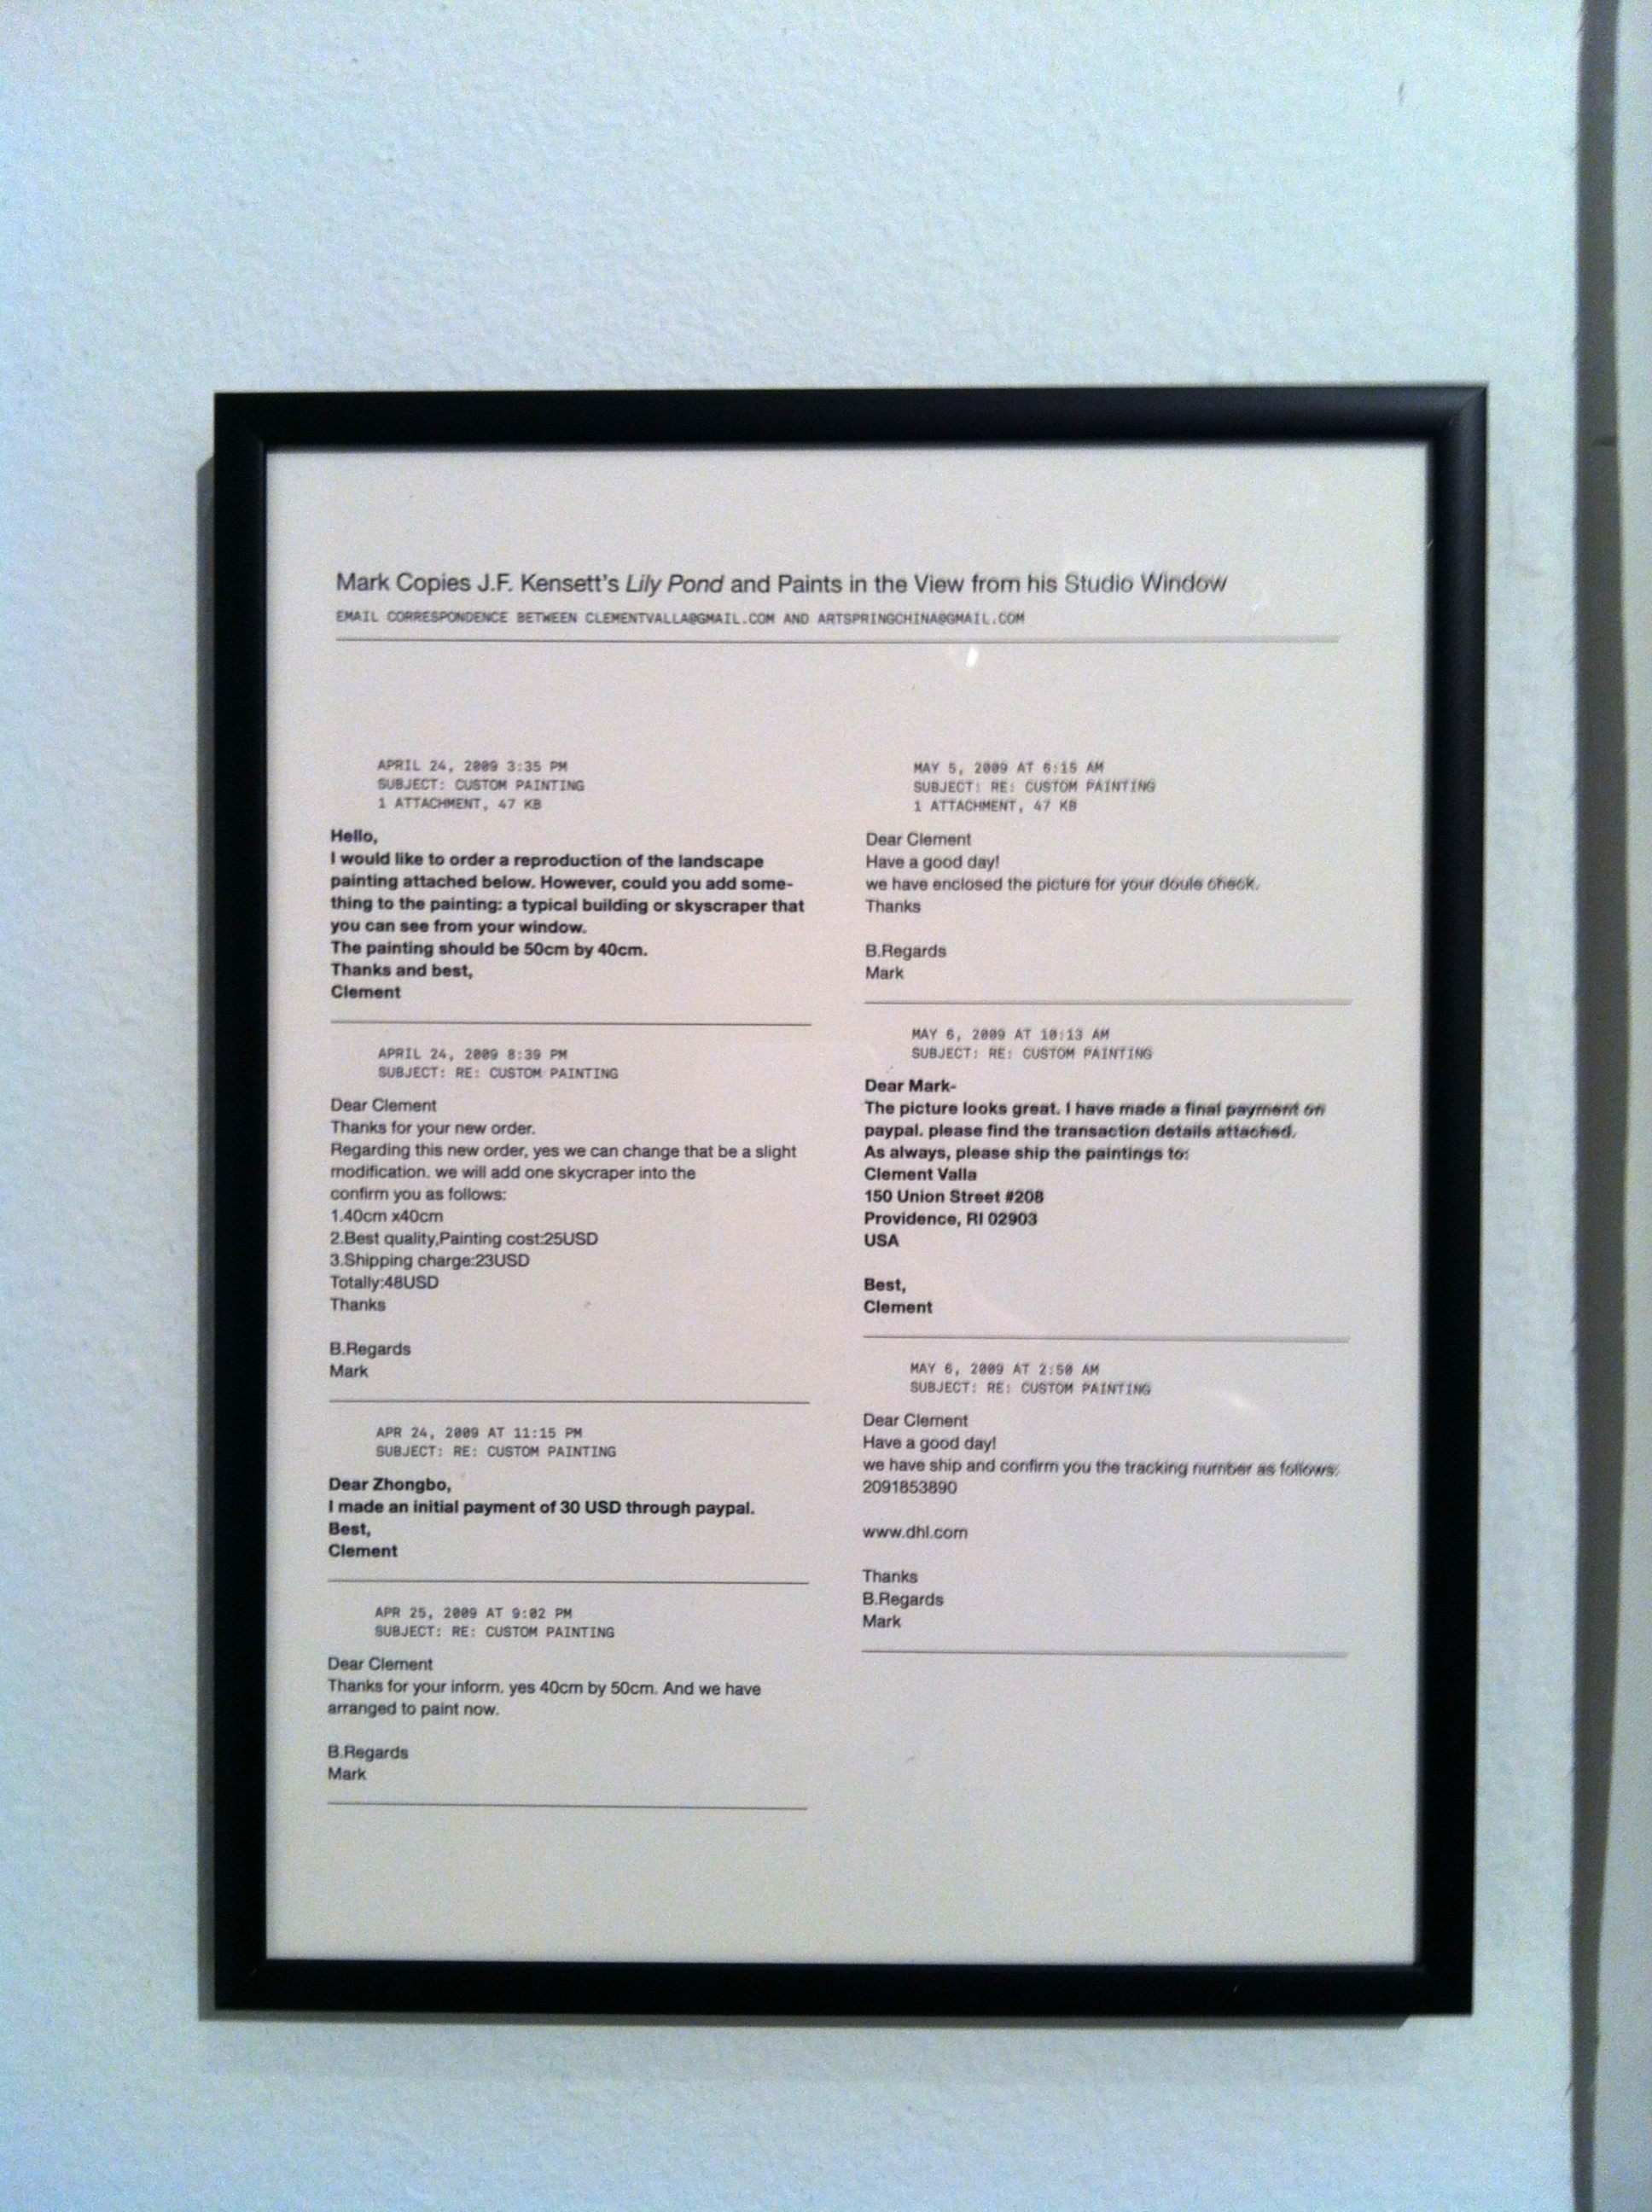 Mark Copies J.F. Kensett's Lily Pond and Paints in the View from his Studio Window
EMAIL CORRESPONDENCE BETWEEN CLEMENTVALLA@GMAIL.COM AND ARTSPRINGCHINA@GMAIL.COM
APRIL 24, 2009 3:35 PM
SUBJECT: CUSTOM PAINTING
1 ATTACHMENT, 47 KB
Hello,
I would like to order a reproduction of the landscape
painting attached below. However, could you add some-
thing to the painting: a typical building or skyscraper that
you can see from your window.
The painting should be 50cm by 40cm.
Thanks and best,
Clement
APRIL 24, 2009 8:39 PM
SUBJECT: RE: CUSTOM PAINTING
Dear Clement
Thanks for your new order.
Regarding this new order, yes we can change that be a slight
modification. we will add one skycraper into the
confirm you as follows:
1.40cm x40cm
2.Best quality,Painting cost:25USD
3.Shipping charge:23USD
Totally:48USD
Thanks
B.Regards
Mark
APR 24, 2009 AT 11:15 PM
SUBJECT: RE: CUSTOM PAINTING
Dear Zhongbo,
I made an initial payment of 30 USD through paypal.
Best,
Clement
APR 25, 2009 AT 9:02 PM
SUBJECT: RE: CUSTOM PAINTING
Dear Clement
Thanks for your inform. yes 40cm by 50cm. And we have
arranged to paint now.
B.Regards
Mark
MAY 5, 2009 AT 6:15 AM
SUBJECT: RE: CUSTOM PAINTING
1 ATTACHMENT, 47 KB
Dear Clement
Have a good day!
we have enclosed the picture for your doule check.
Thanks
B.Regards
Mark
MAY 6, 2009 AT 10:13 AM
SUBJECT: RE: CUSTOM PAINTING
Dear Mark-
The picture looks great. I have made a final payment on
paypal. please find the transaction details attached.
As always, please ship the paintings to:
Clement Valla
150 Union Street #208
Providence, RI 02903
USA
Best,
Clement
MAY 6, 2009 AT 2:50 AM
SUBJECT: RE: CUSTOM PAINTING
Dear Clement
Have a good day!
we have ship and confirm you the tracking number as follows:
2091853890
www.dhl.com
Thanks
B.Regards
Mark